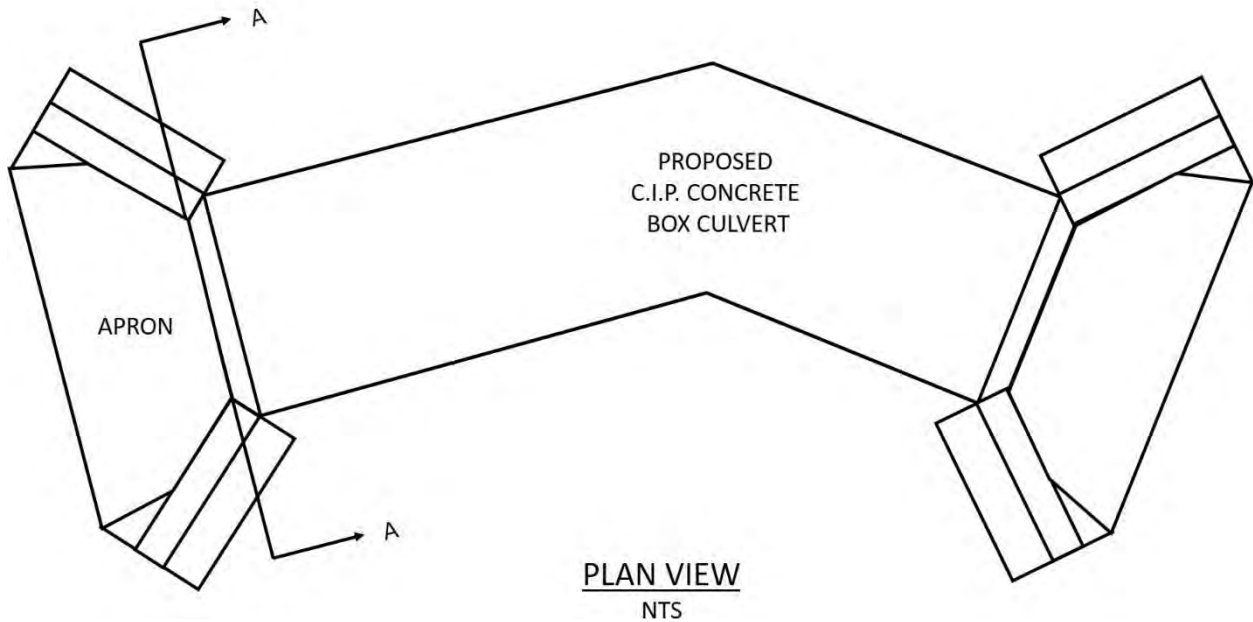 A
PROPOSED
C.I.P. CONCRETE
BOX CULVERT
APRON
A
PLAN VIEW
NTS